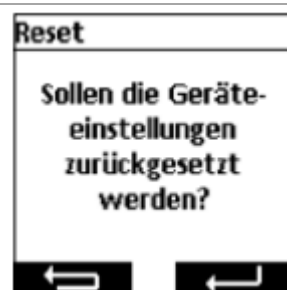 Reset
Sollen die Geräte-
einstellungen
zurückgesetzt
werden?